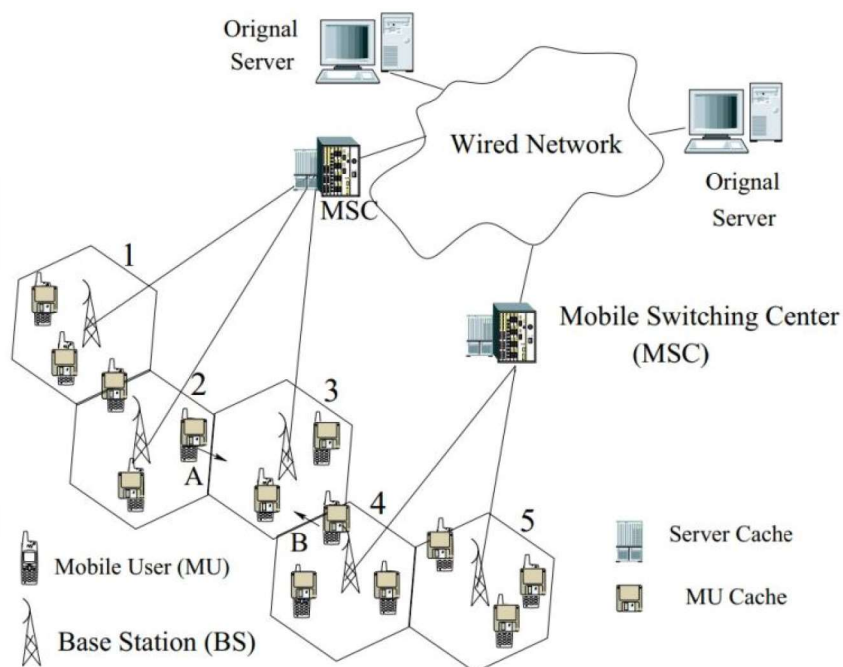 Orignal
Server
Wired Network
Orignal
Server
MSC
1
Mobile Switching Center
(MSC)
2
3
A
4
B
5
Server Cache
Mobile User (MU)
MU Cache
Base Station (BS)